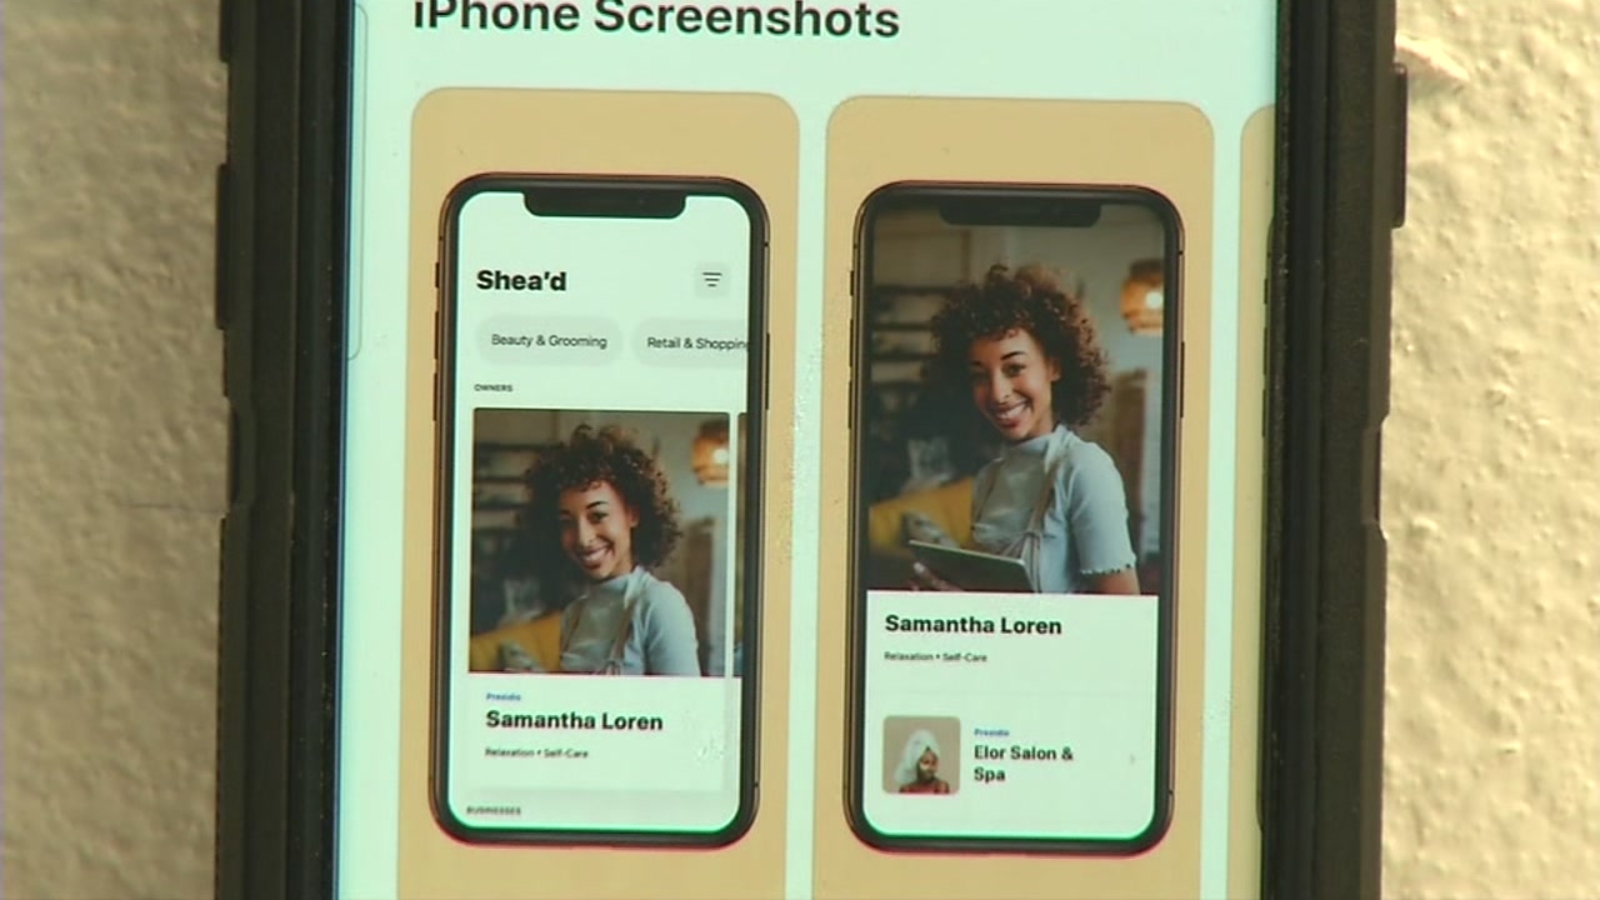 iPhone Screenshots
Shea'd
Beauty & Grooming
Retail & Shopping
OWNERS
Presidio
Samantha Loren
Relaxation • Self-Care
BUSINESSES
Samantha Loren
Relaxation • Self-Care
Presidio
Elor Salon &
Spa